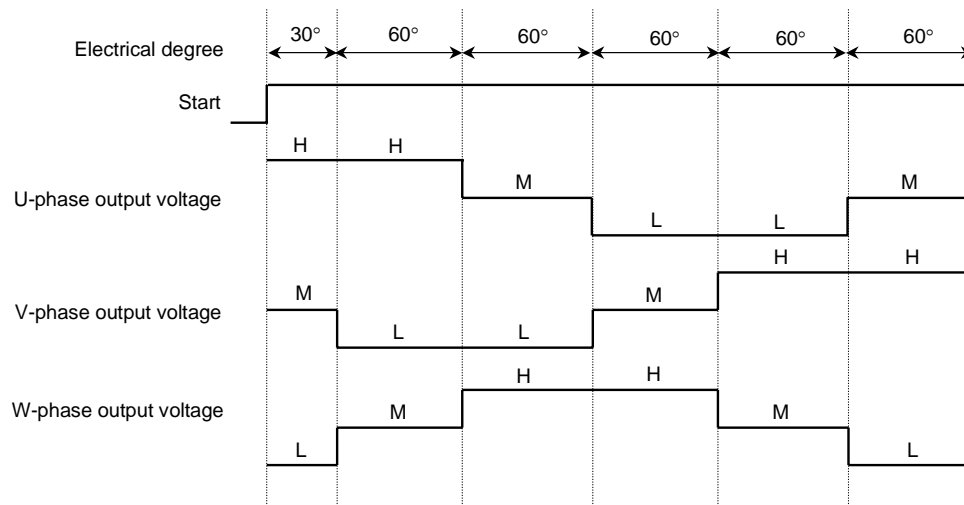 Electrical degree 30° 60° 60° 60° 60° 60°
Start
H H M L L M
U-phase output voltage
M L L M H H
V-phase output voltage
L M H H M L
W-phase output voltage